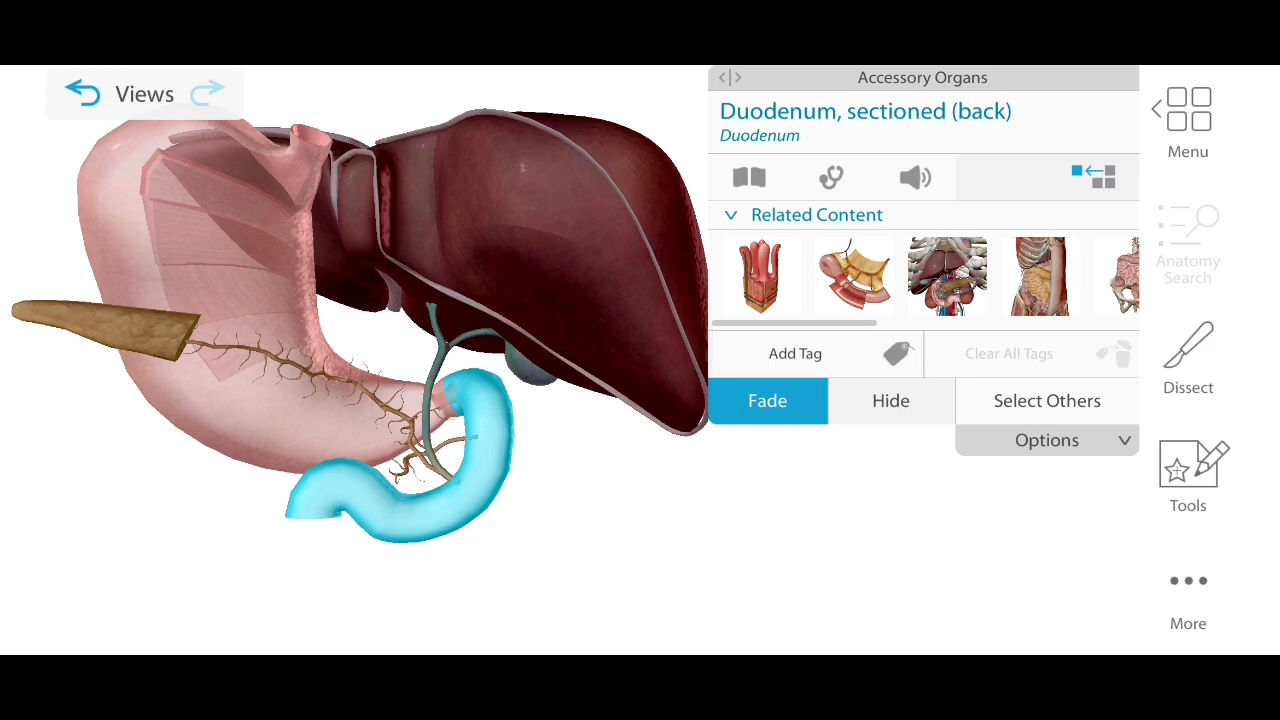 Views
Accessory Organs
Duodenum, sectioned (back)
Duodenum
Related Content
Add Tag
Clear All Tags
Fade
Hide
Select Others
Options
Menu
Anatomy
Search
Dissect
Tools
More